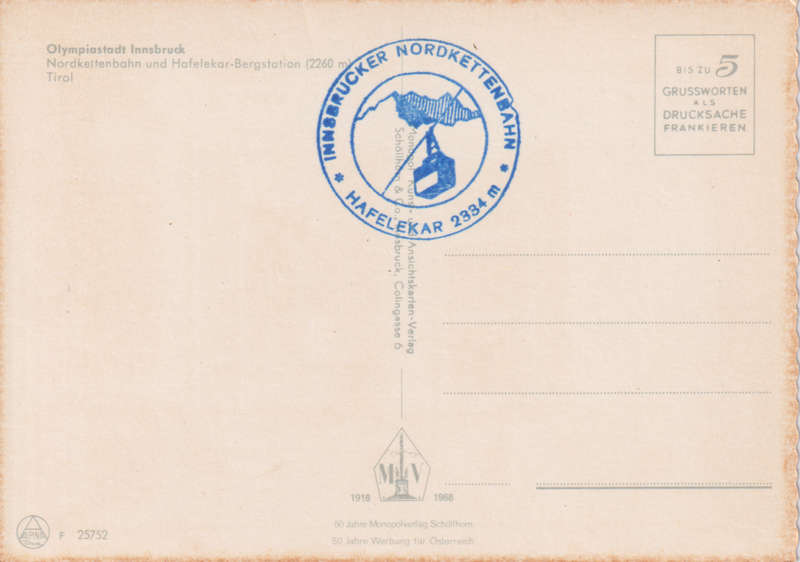 Olympiastadt Innsbruck
Nordkettenbahn und Hafelekar-Bergstation (2260 m)
Tirol
INNSBRUCKER NORDKETTENBAHN
* HAFELEKAR 2334 m *
BIS ZU 5
GRUSSWORTEN
ALS
DRUCKSACHE
FRANKIEREN
Monopol Kunst- u. Ansichtskarten-Verlag
Schöllhorn & Co., Innsbruck, Colingasse 6
M V
1918 1968
50 Jahre Monopolverlag Schöllhorn
50 Jahre Werbung für Österreich
F 25752